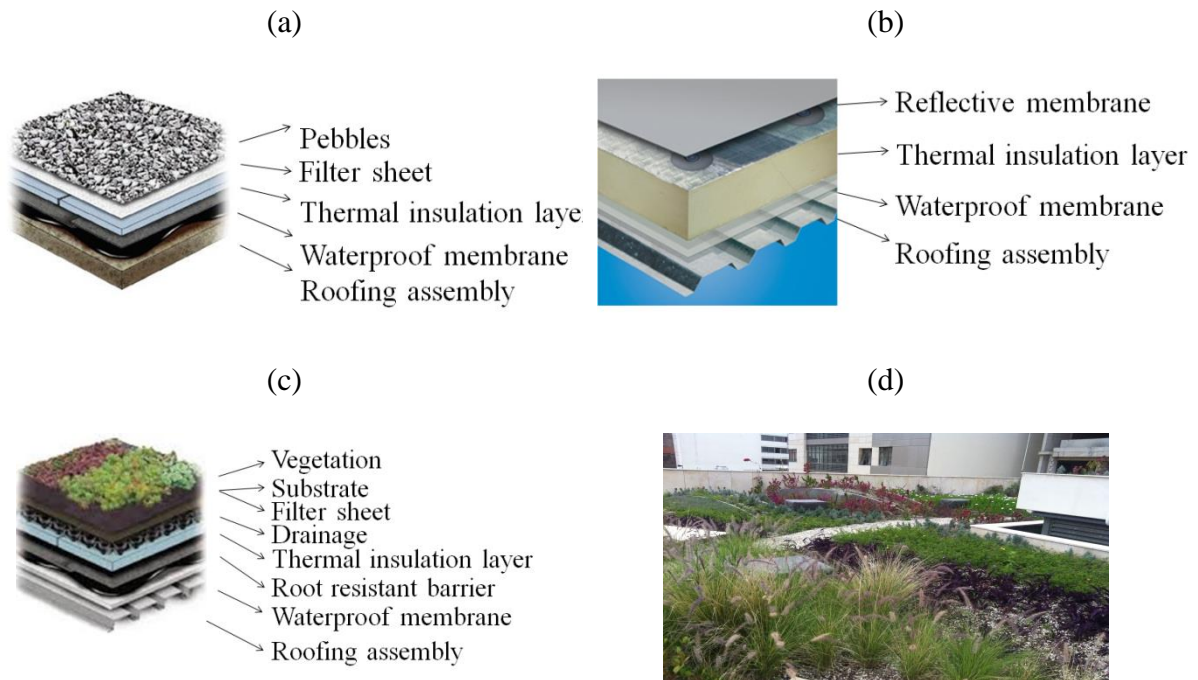 (a)
Pebbles
Filter sheet
Thermal insulation laye
Waterproof membrane
Roofing assembly
(b)
Reflective membrane
Thermal insulation layer
Waterproof membrane
Roofing assembly
(c)
Vegetation
Substrate
Filter sheet
Drainage
Thermal insulation layer
Root resistant barrier
Waterproof membrane
Roofing assembly
(d)